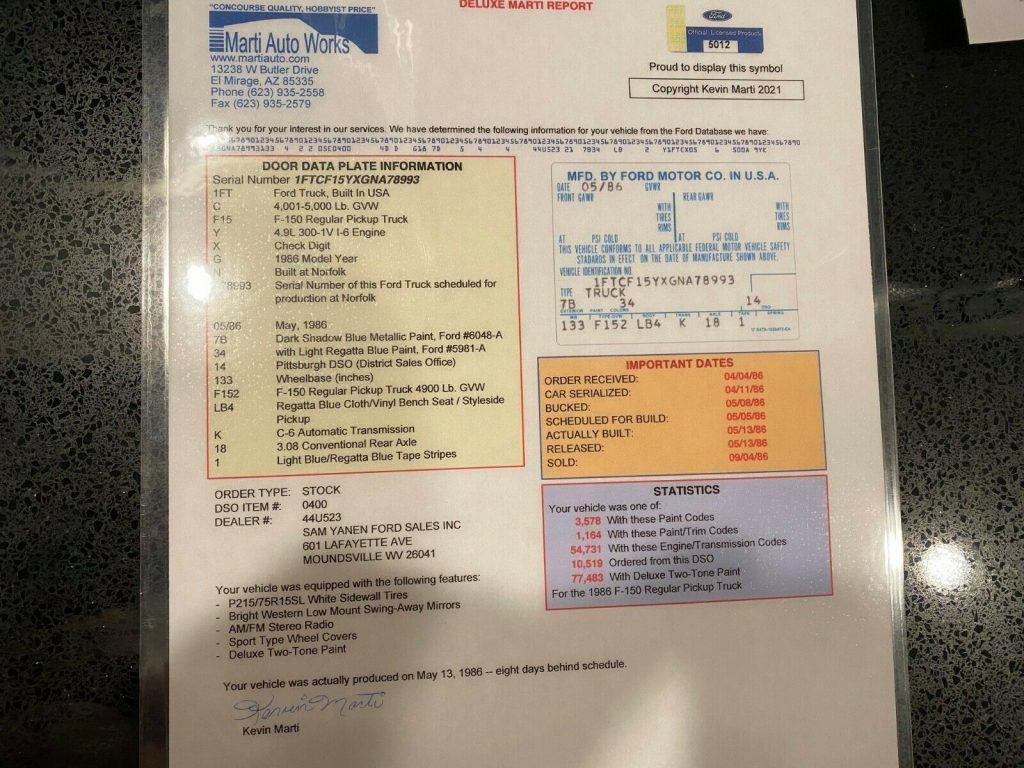 "CONCOURSE QUALITY, HOBBYIST PRICE"
DELUXE MARTI REPORT
Marti Auto Works
www.martiauto.com
13238 W Butler Drive
El Mirage, AZ 85335
Phone (623) 935-2558
Fax (623) 935-2579
Ford
Official Licensed Product
5012
Proud to display this symbol
Copyright Kevin Marti 2021
Thank you for your interest in our services. We have determined the following information for your vehicle from the Ford Database we have:
DOOR DATA PLATE INFORMATION
Serial Number 1FTCF15YXGNA78993
1FT Ford Truck, Built In USA
C 4,001-5,000 Lb. GVW
F15 F-150 Regular Pickup Truck
Y 4.9L 300-1V I-6 Engine
X Check Digit
G 1986 Model Year
N Built at Norfolk
78993 Serial Number of this Ford Truck scheduled for
production at Norfolk
05/86 May, 1986
7B Dark Shadow Blue Metallic Paint, Ford #6048-A
34 with Light Regatta Blue Paint, Ford #5981-A
14 Pittsburgh DSO (District Sales Office)
133 Wheelbase (inches)
F152 F-150 Regular Pickup Truck 4900 Lb. GVW
LB4 Regatta Blue Cloth/Vinyl Bench Seat / Styleside
Pickup
K C-6 Automatic Transmission
18 3.08 Conventional Rear Axle
1 Light Blue/Regatta Blue Tape Stripes
MFD. BY FORD MOTOR CO. IN U.S.A.
DATE 05/86 GVWR
FRONT GAWR REAR GAWR
WITH WITH
TIRES TIRES
RIMS RIMS
AT PSI COLD AT PSI COLD
THIS VEHICLE CONFORMS TO ALL APPLICABLE FEDERAL MOTOR VEHICLE SAFETY
STADARDS IN EFECT ON THE DATE OF MANUFACTURE SHOWN ABOVE.
VEHICLE IDENTIFICATION NO.
1FTCF15YXGNA78993
TYPE TRUCK
7B 34 14
EXTERIOR PAINT COLORS DSO
133 F152 LB4 K 18 1
IMPORTANT DATES
ORDER RECEIVED: 04/04/86
CAR SERIALIZED: 04/11/86
BUCKED: 05/08/86
SCHEDULED FOR BUILD: 05/05/86
ACTUALLY BUILT: 05/13/86
RELEASED: 05/13/86
SOLD: 09/04/86
ORDER TYPE: STOCK
DSO ITEM #: 0400
DEALER #: 44U523
SAM YANEN FORD SALES INC
601 LAFAYETTE AVE
MOUNDSVILLE WV 26041
STATISTICS
Your vehicle was one of:
3,578 With these Paint Codes
1,164 With these Paint/Trim Codes
54,731 With these Engine/Transmission Codes
10,519 Ordered from this DSO
77,483 With Deluxe Two-Tone Paint
For the 1986 F-150 Regular Pickup Truck
Your vehicle was equipped with the following features:
- P215/75R15SL White Sidewall Tires
- Bright Western Low Mount Swing-Away Mirrors
- AM/FM Stereo Radio
- Sport Type Wheel Covers
- Deluxe Two-Tone Paint
Your vehicle was actually produced on May 13, 1986 -- eight days behind schedule.
Kevin Marti
Kevin Marti